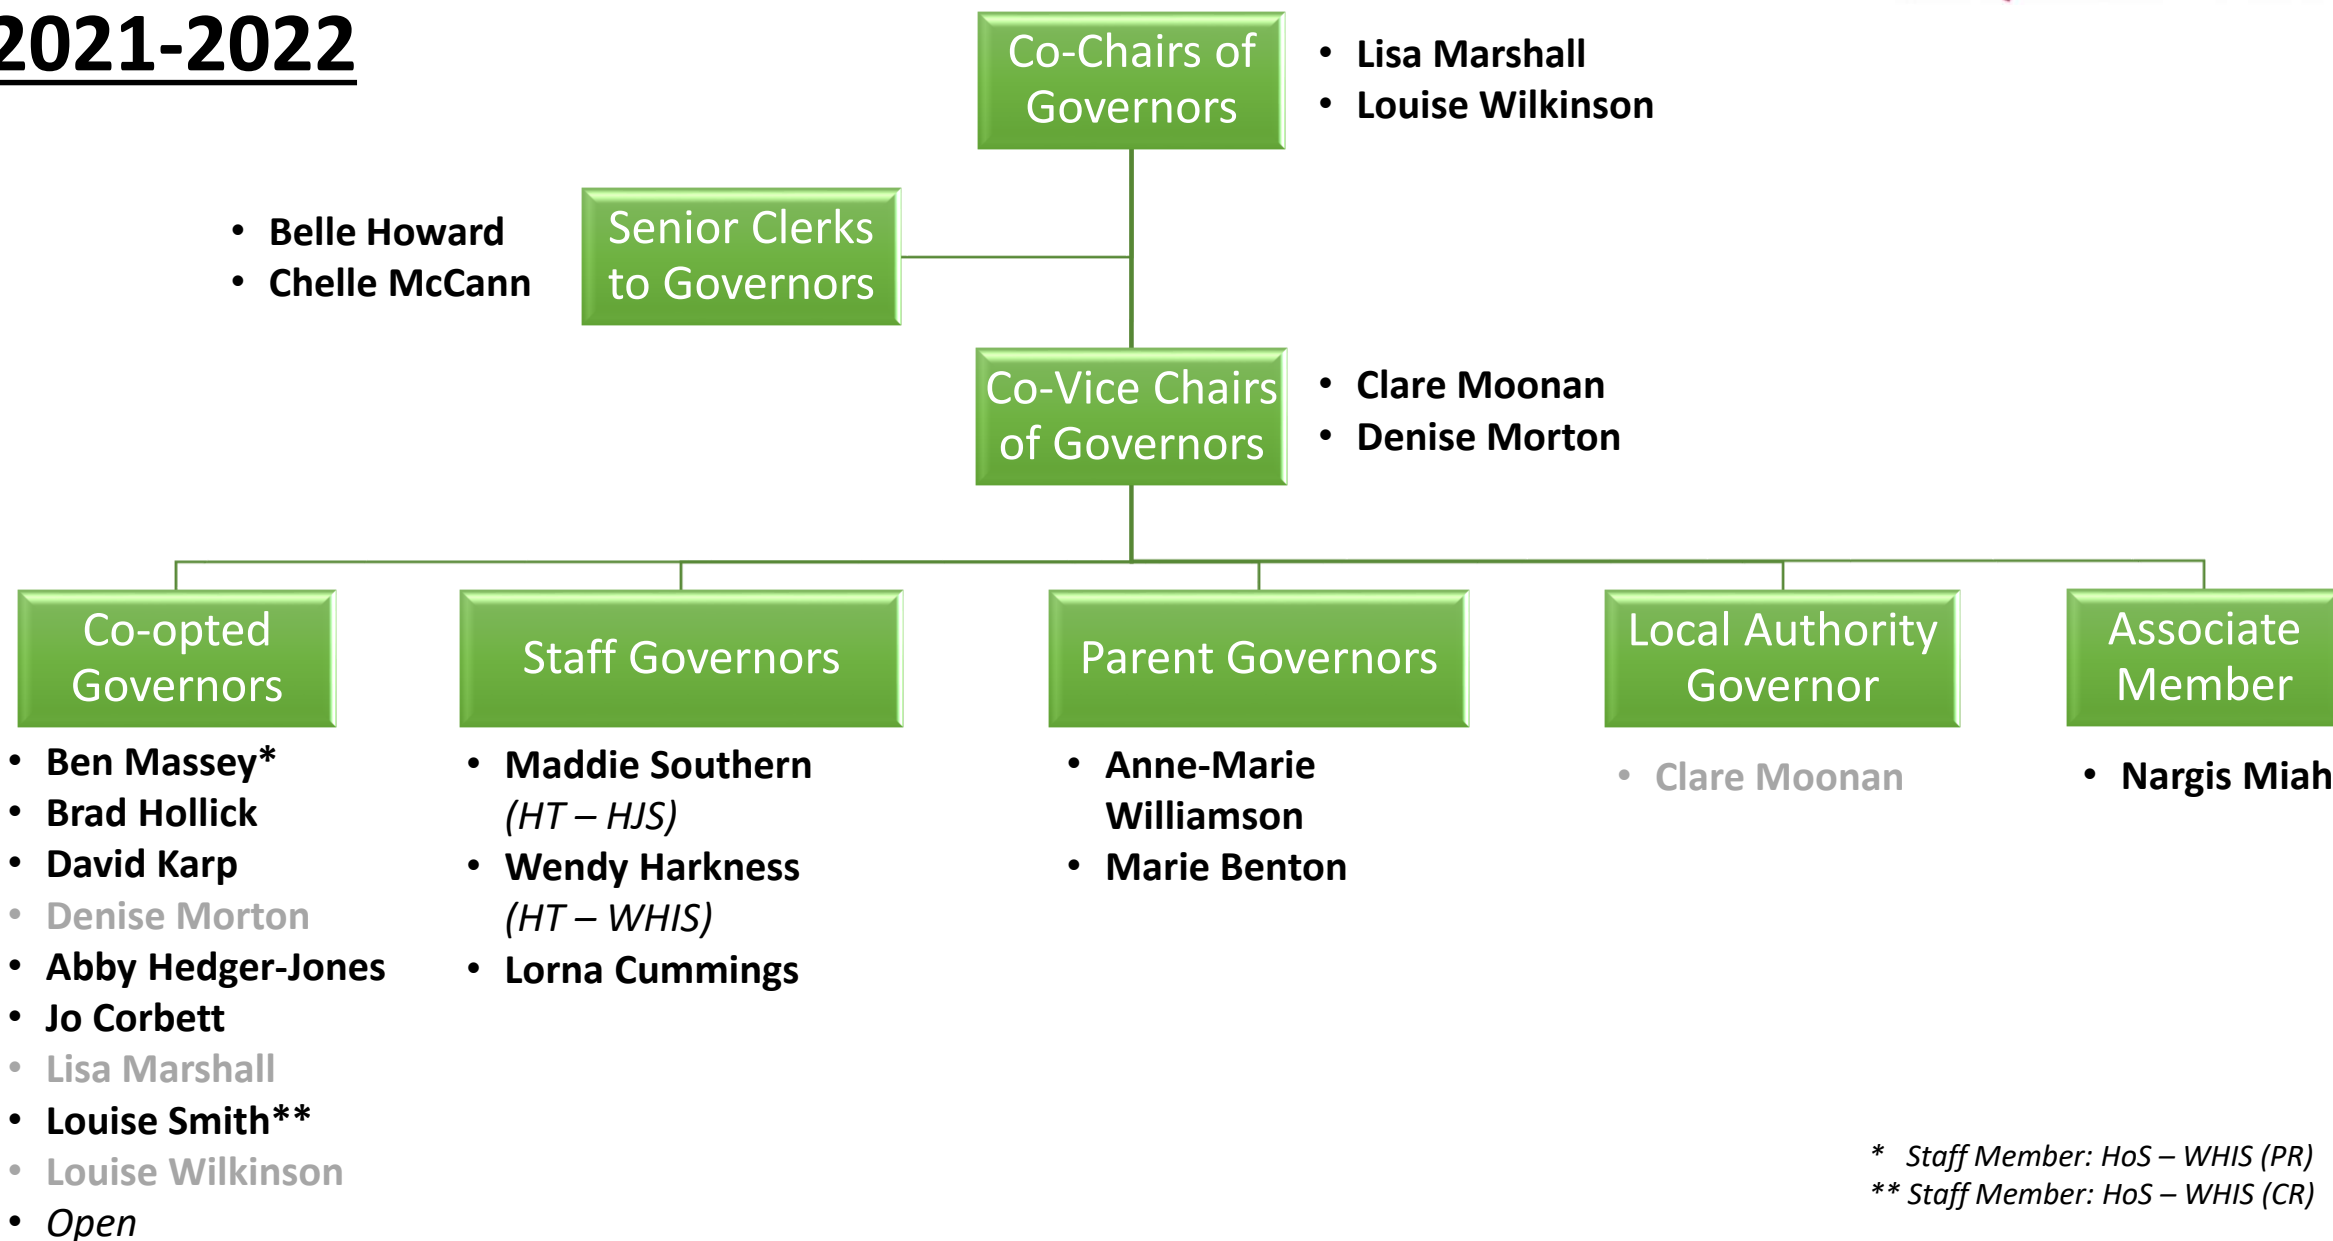 2021-2022
Co-Chairs of
Governors
• Lisa Marshall
• Louise Wilkinson
• Belle Howard
• Chelle McCann
Senior Clerks
to Governors
Co-Vice Chairs
of Governors
• Clare Moonan
• Denise Morton
Co-opted
Governors
• Ben Massey*
• Brad Hollick
• David Karp
• Denise Morton
• Abby Hedger-Jones
• Jo Corbett
• Lisa Marshall
• Louise Smith**
• Louise Wilkinson
• Open
Staff Governors
• Maddie Southern
(HT – HJS)
• Wendy Harkness
(HT – WHIS)
• Lorna Cummings
Parent Governors
• Anne-Marie
Williamson
• Marie Benton
Local Authority
Governor
• Clare Moonan
Associate
Member
• Nargis Miah
* Staff Member: HoS – WHIS (PR)
** Staff Member: HoS – WHIS (CR)